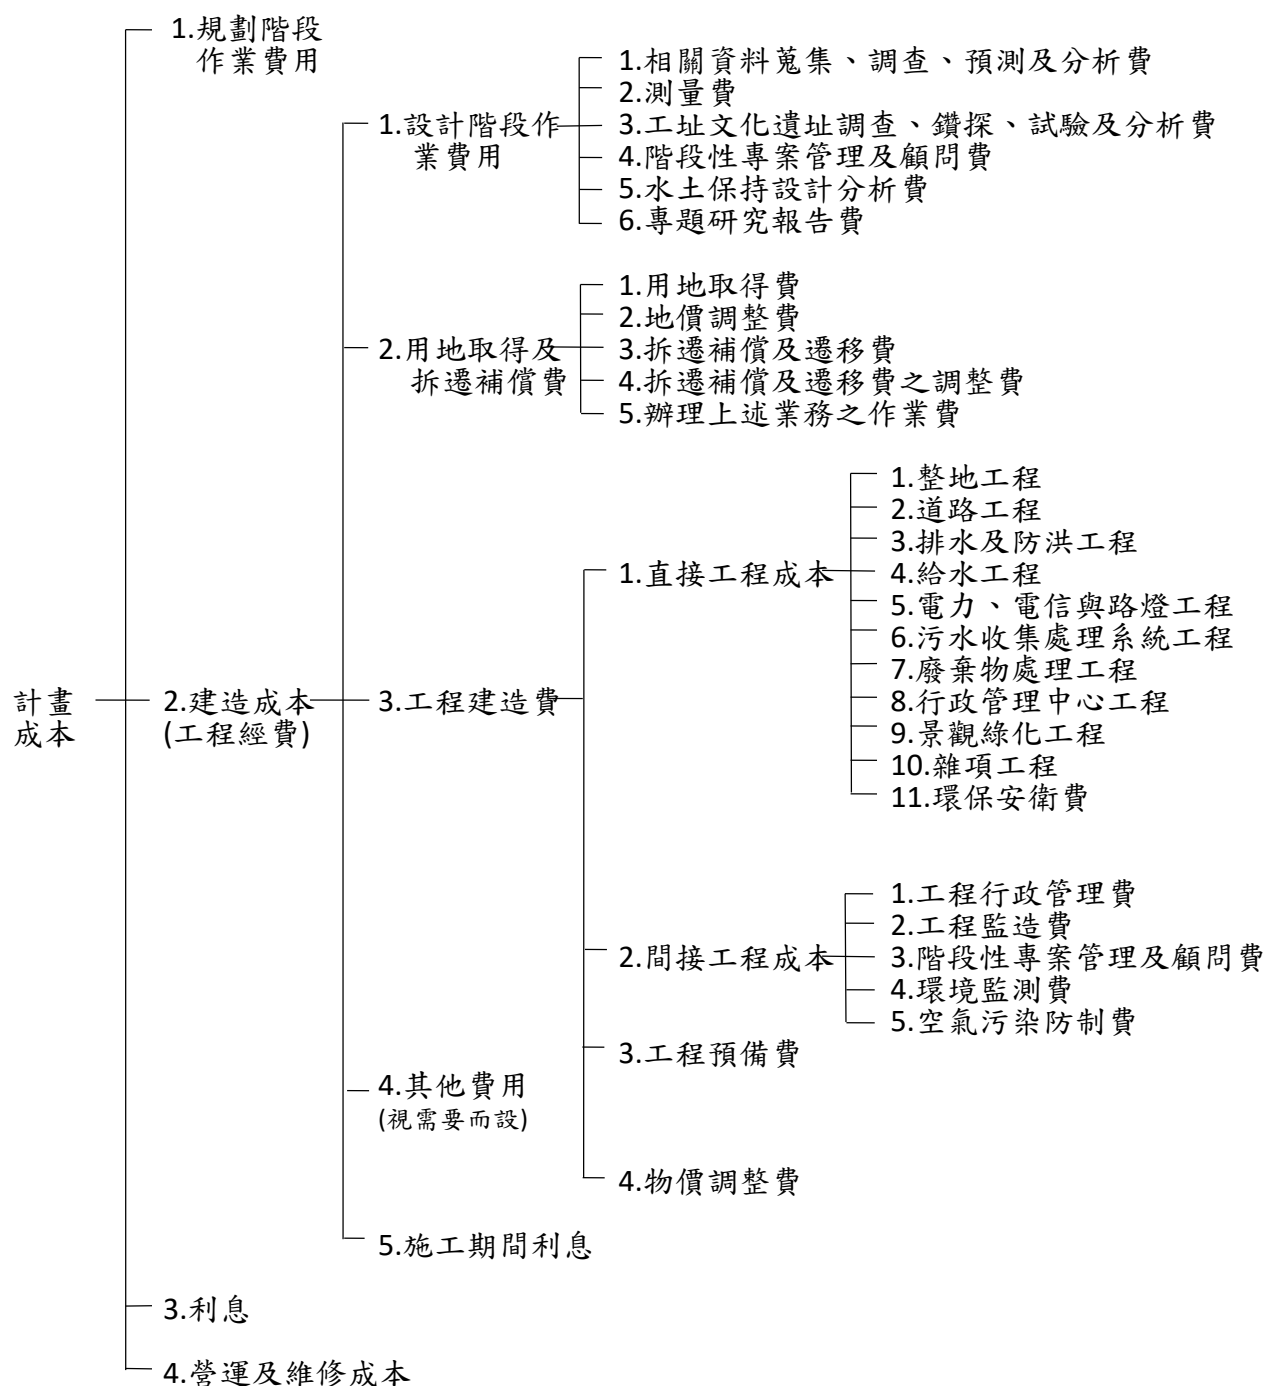 計畫
成本
1.規劃階段
作業費用
2.建造成本
(工程經費)
1.設計階段作
業費用
1.相關資料蒐集、調查、預測及分析費
2.測量費
3.工址文化遺址調查、鑽探、試驗及分析費
4.階段性專案管理及顧問費
5.水土保持設計分析費
6.專題研究報告費
2.用地取得及
拆遷補償費
1.用地取得費
2.地價調整費
3.拆遷補償及遷移費
4.拆遷補償及遷移費之調整費
5.辦理上述業務之作業費
3.工程建造費
1.直接工程成本
1.整地工程
2.道路工程
3.排水及防洪工程
4.給水工程
5.電力、電信與路燈工程
6.污水收集處理系統工程
7.廢棄物處理工程
8.行政管理中心工程
9.景觀綠化工程
10.雜項工程
11.環保安衛費
2.間接工程成本
1.工程行政管理費
2.工程監造費
3.階段性專案管理及顧問費
4.環境監測費
5.空氣污染防制費
3.工程預備費
4.物價調整費
4.其他費用
(視需要而設)
5.施工期間利息
3.利息
4.營運及維修成本